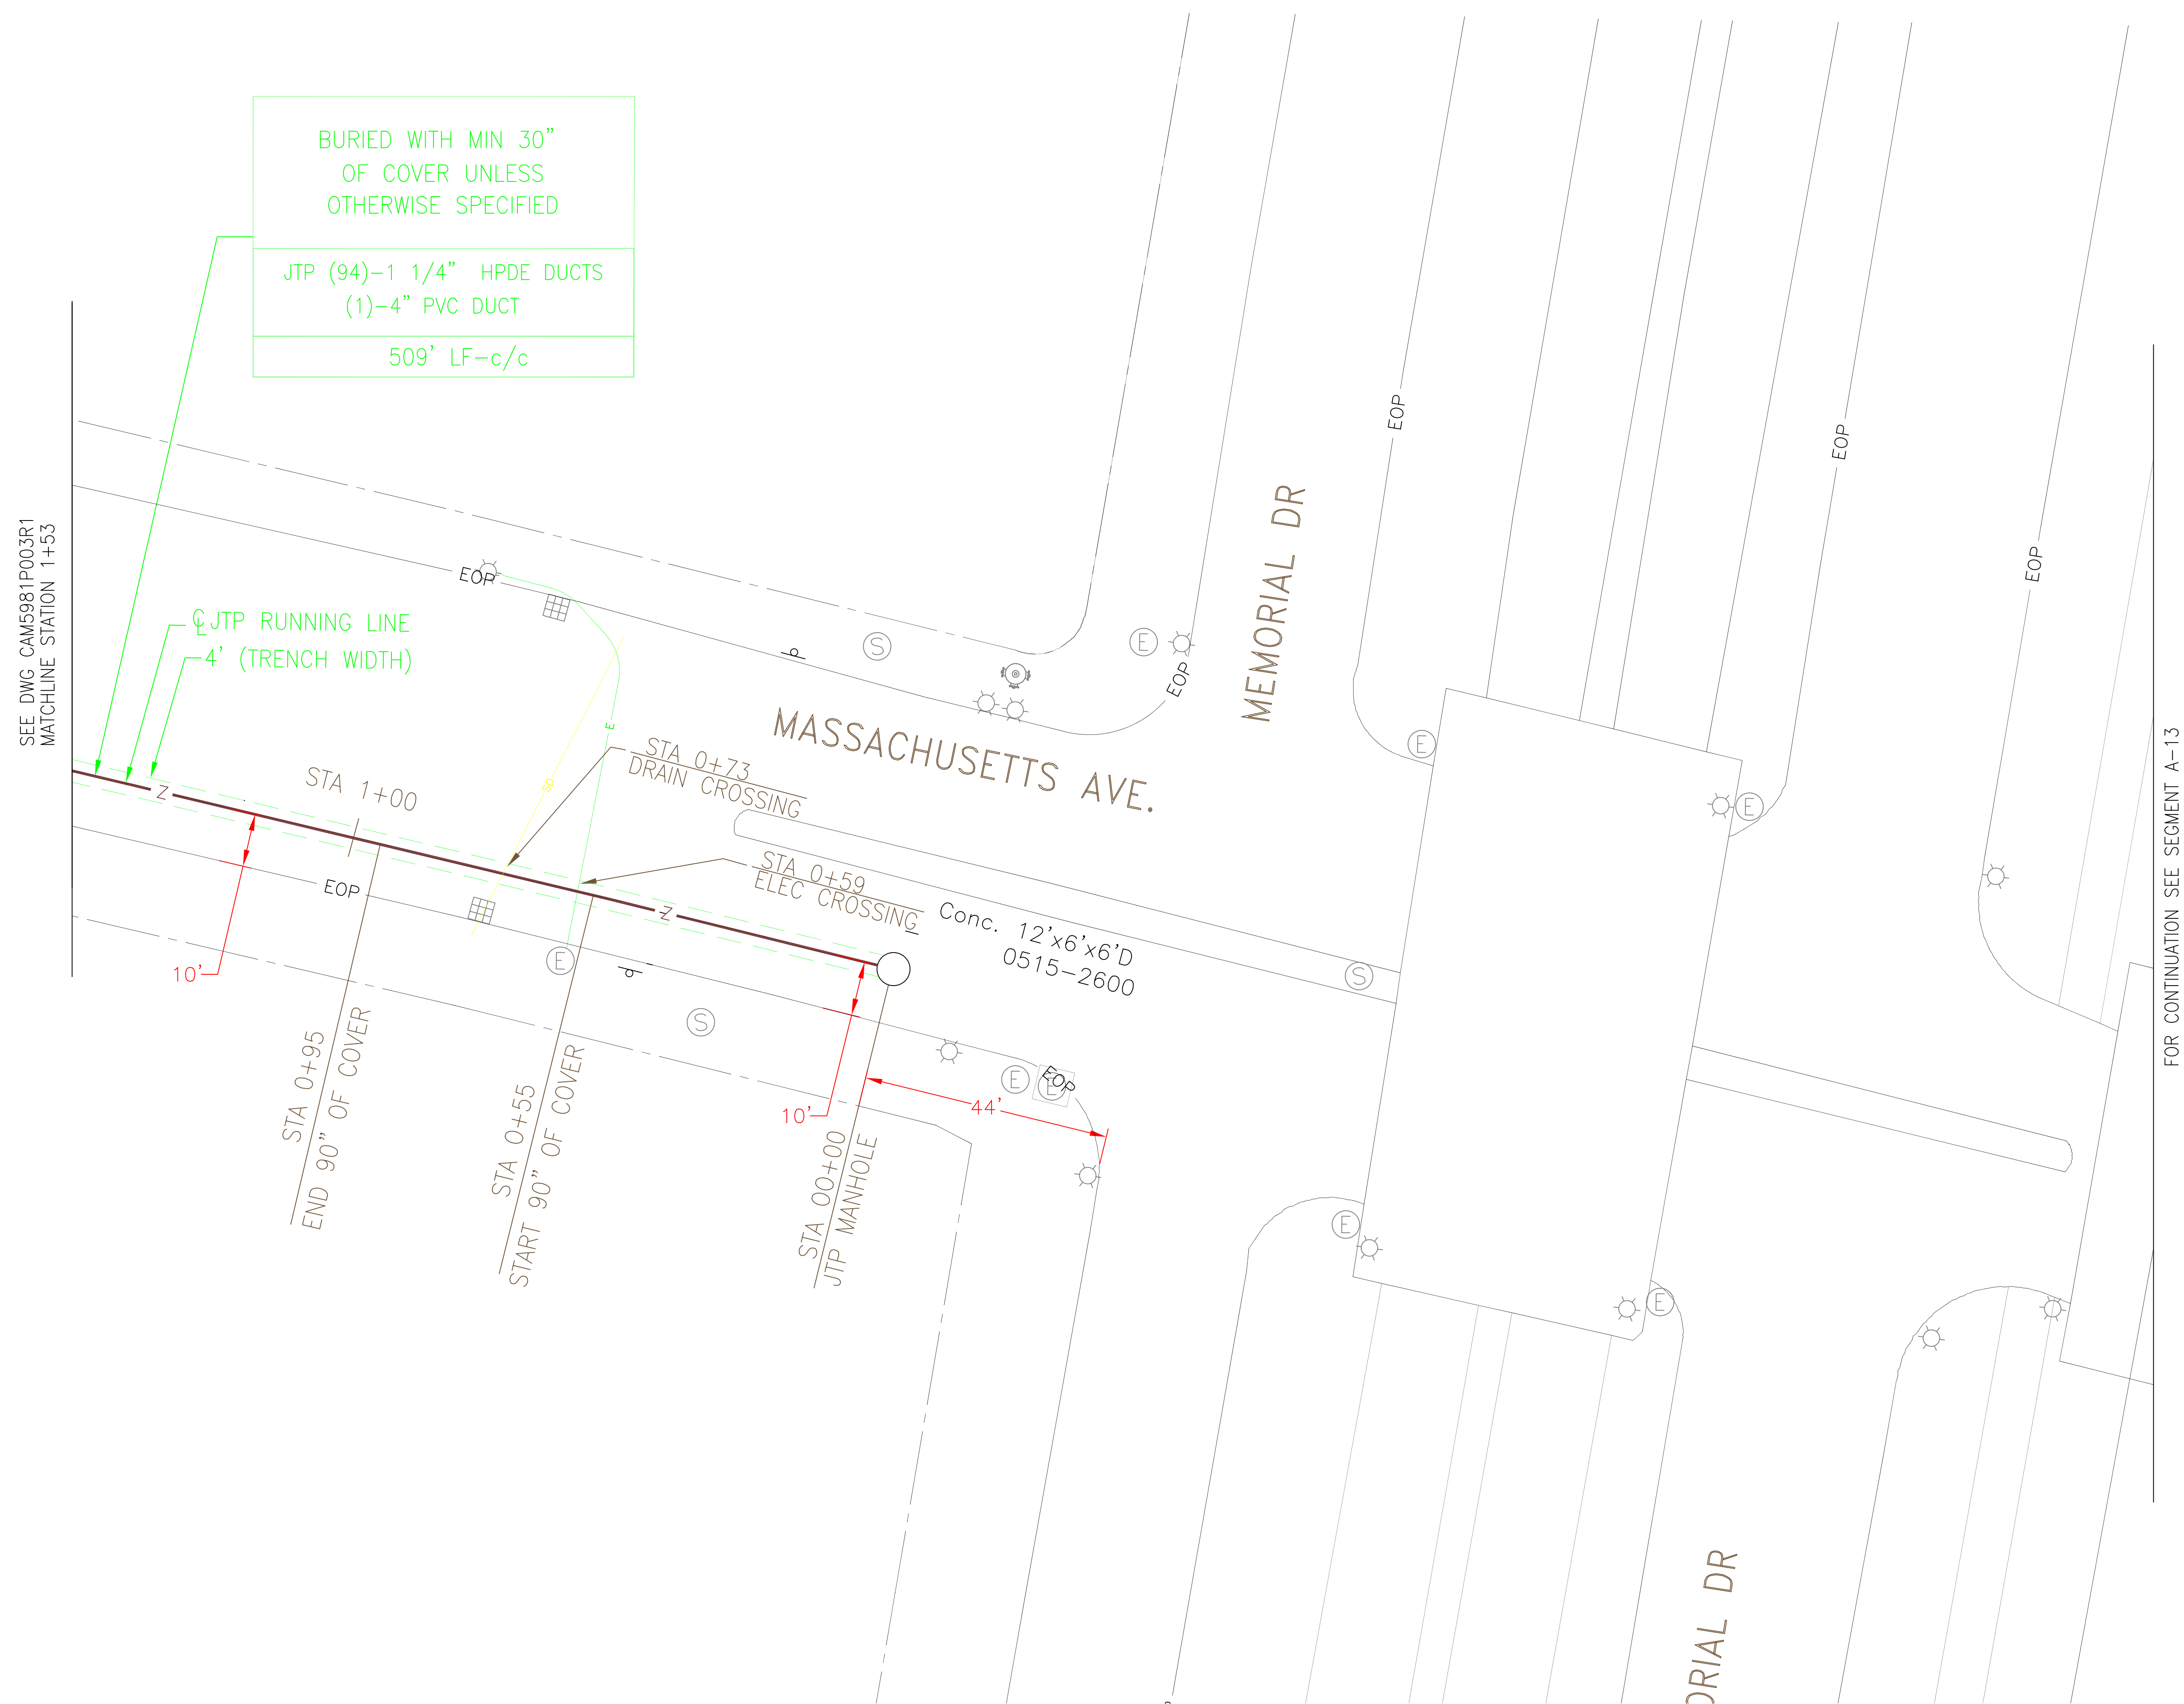 BURIED WITH MIN 30"
OF COVER UNLESS
OTHERWISE SPECIFIED
JTP (94)-1 1/4" HPDE DUCTS
(1)-4" PVC DUCT
509' LF-c/c
SEE DWG CAM5981P003R1
MATCHLINE STATION 1+53
℄ JTP RUNNING LINE
4' (TRENCH WIDTH)
EOP
EOP
EOP
EOP
EOP
S
E
MEMORIAL DR
MASSACHUSETTS AVE.
E
E
E
SD
STA 0+73
DRAIN CROSSING
STA 1+00
Z
STA 0+59
ELEC CROSSING
Z
EOP
Conc. 12'x6'x6'D
0515-2600
10'
E
S
S
10'
44'
E
E
EOP
STA 0+95
END 90" OF COVER
STA 0+55
START 90" OF COVER
STA 00+00
JTP MANHOLE
E
E
FOR CONTINUATION SEE SEGMENT A-13
ORIAL DR